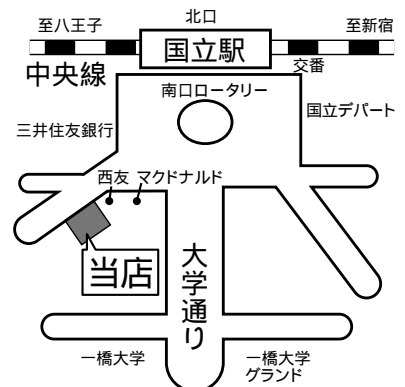 北口
至八王子
至新宿
国立駅
中央線
交番
南口ロータリー
国立デパート
三井住友銀行
西友
マクドナルド
当店
大学通り
一橋大学
一橋大学
グランド